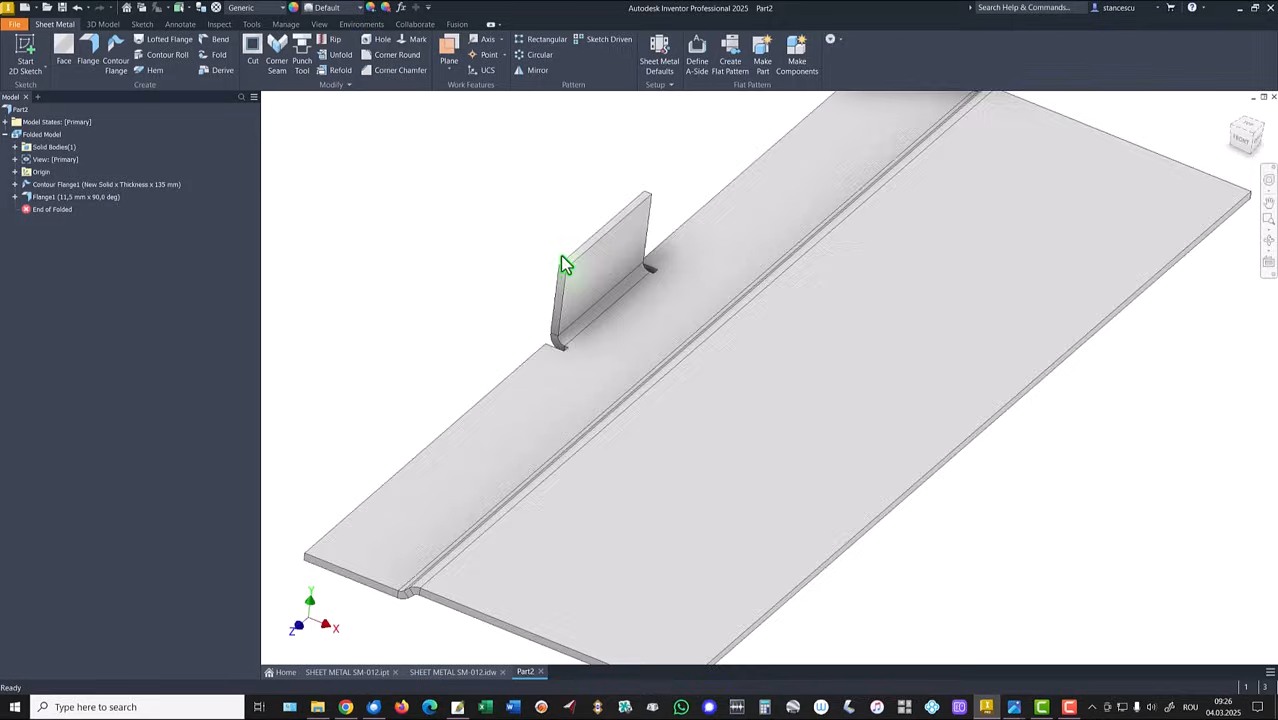 Generic
Default
Autodesk Inventor Professional 2025 Part2
Search Help & Commands...
stancescu
File
Sheet Metal
3D Model
Sketch
Annotate
Inspect
Tools
Manage
View
Environments
Collaborate
Fusion
Start
2D Sketch
Face
Flange
Contour
Flange
Lofted Flange
Contour Roll
Hem
Bend
Fold
Derive
Cut
Corner
Seam
Punch
Tool
Rip
Unfold
Refold
Hole
Mark
Corner Round
Corner Chamfer
Plane
Axis
Point
UCS
Rectangular
Circular
Mirror
Sketch Driven
Sheet Metal
Defaults
Define
A-Side
Create
Flat Pattern
Make
Part
Make
Components
Sketch
Create
Modify
Work Features
Pattern
Setup
Flat Pattern
Model
Part2
Model States: [Primary]
Folded Model
Solid Bodies(1)
View: [Primary]
Origin
Contour Flange1 (New Solid x Thickness x 135 mm)
Flange1 (11,5 mm x 90,0 deg)
End of Folded
FRONT
Y
Z
X
Home
SHEET METAL SM-012.ipt
SHEET METAL SM-012.idw
Part2
Ready
1
3
Type here to search
ROU
09:26
04.03.2025